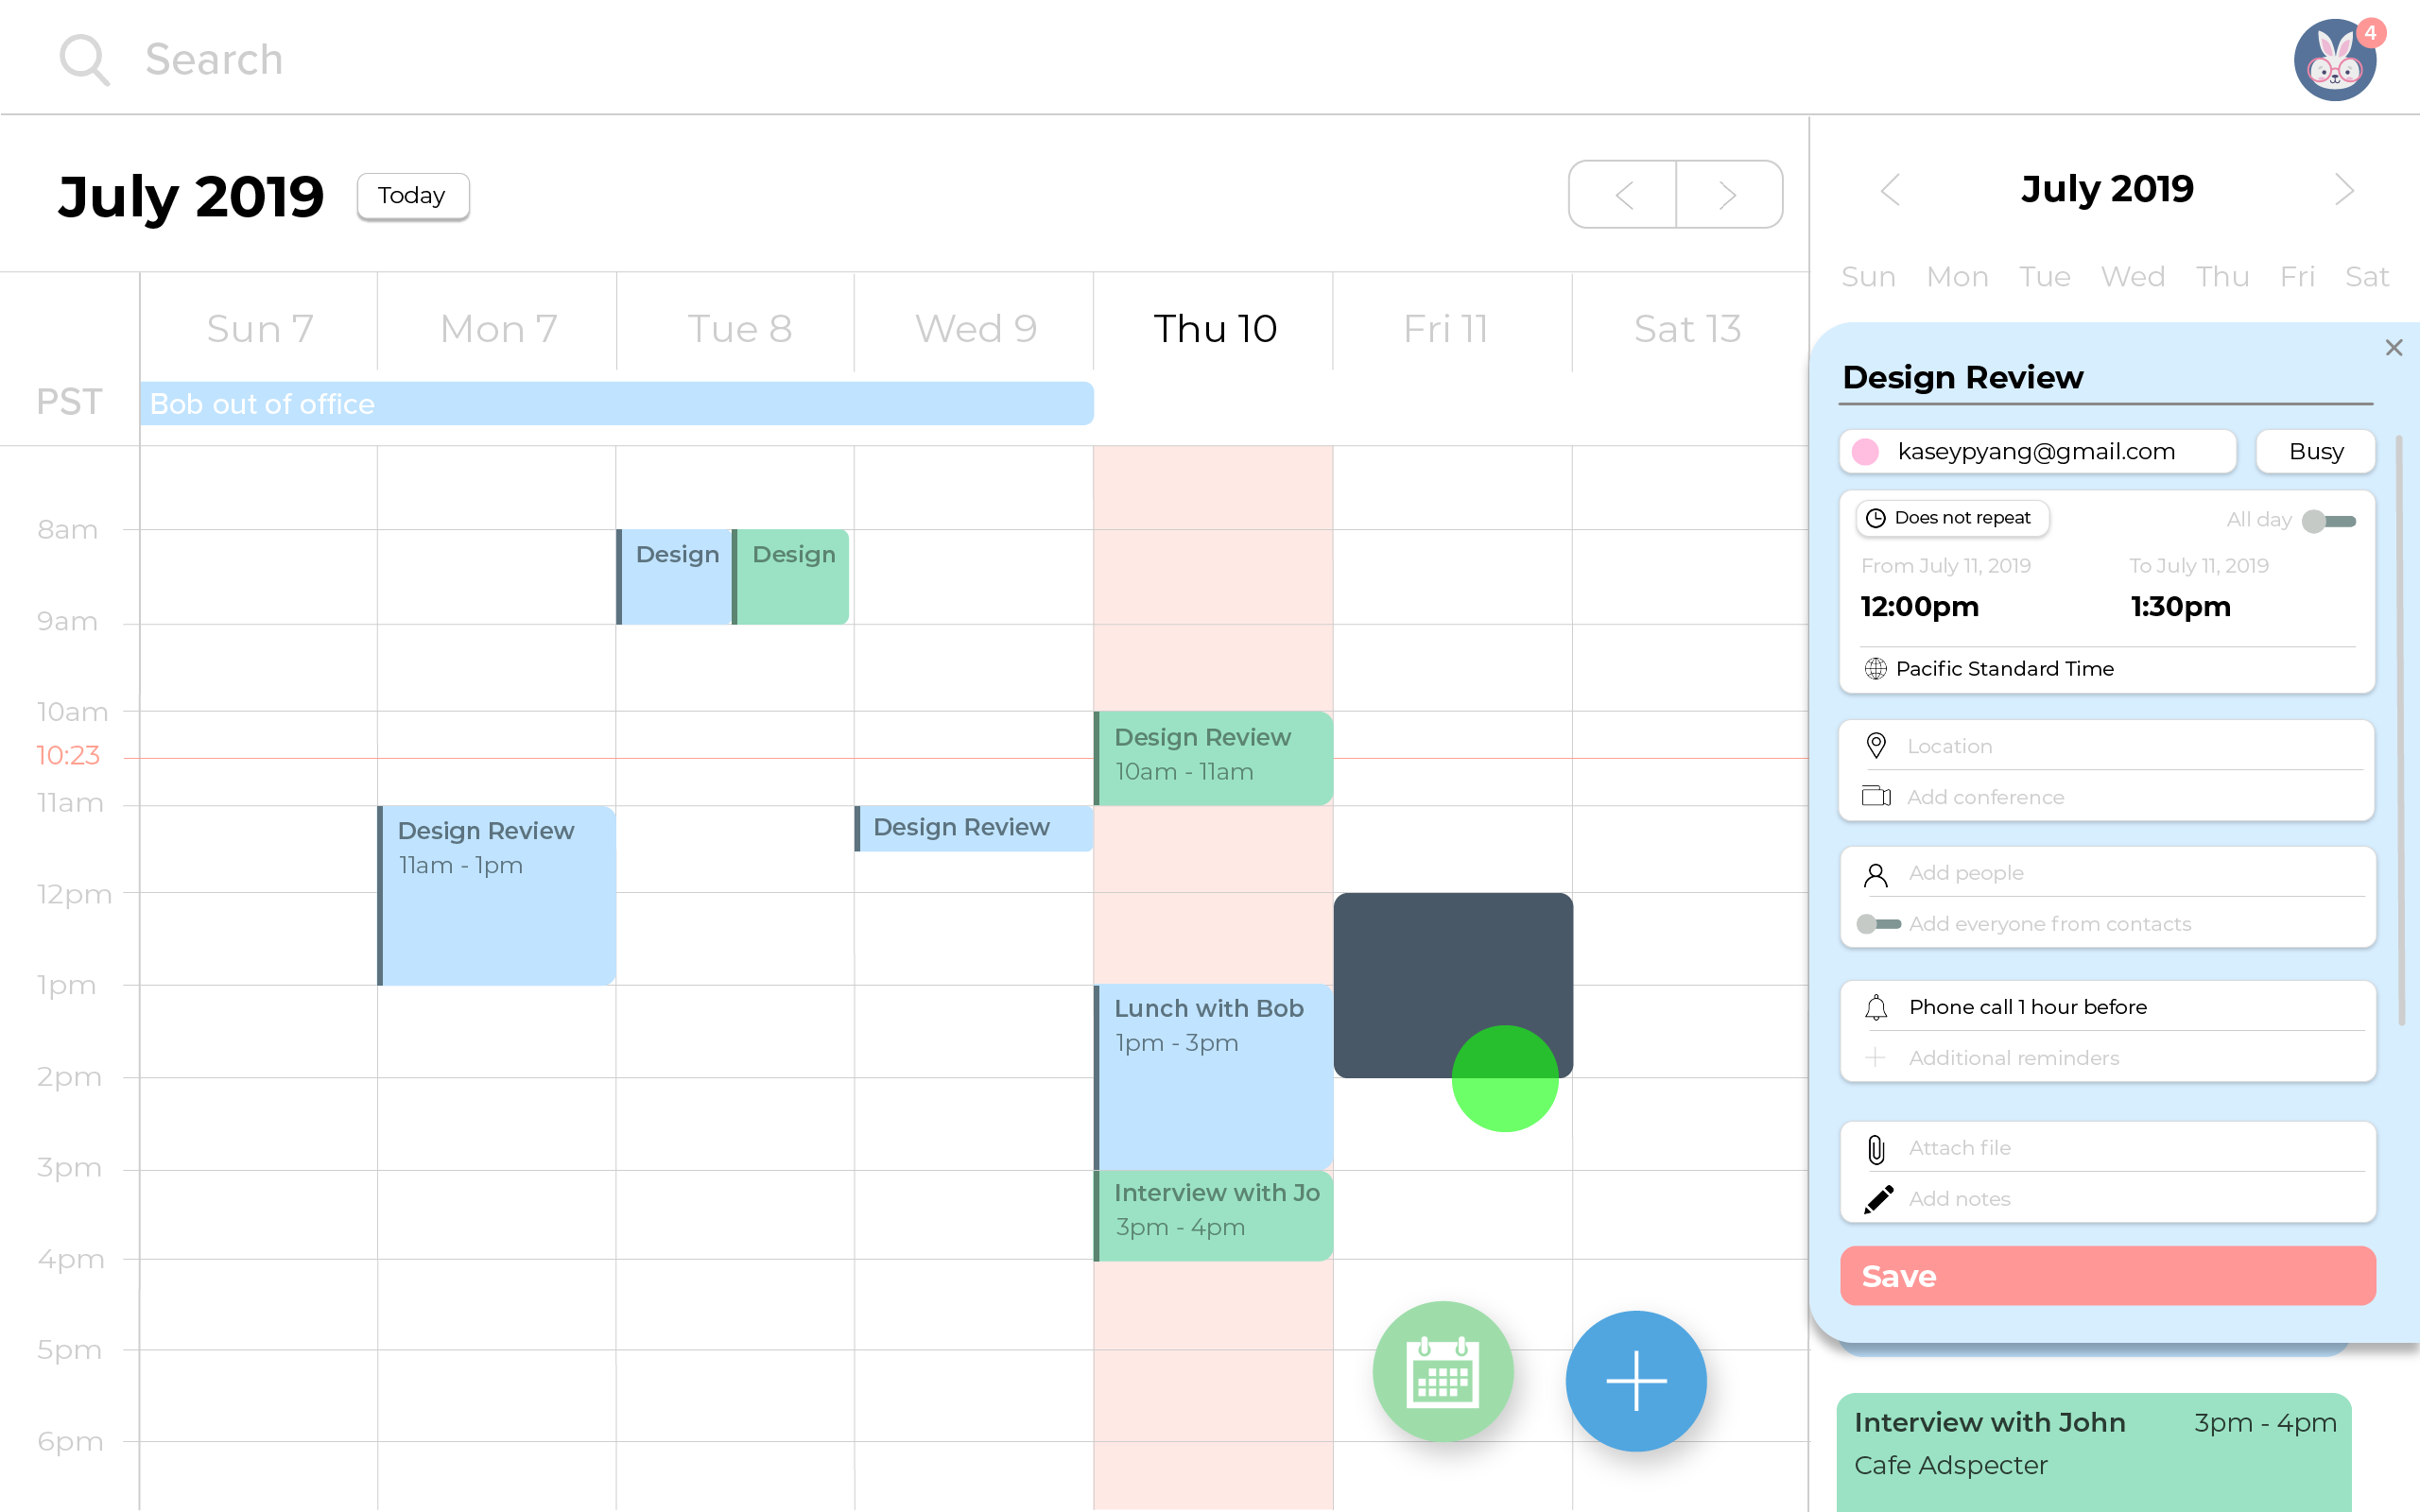 Search
4
July 2019
Today
July 2019
Sun Mon Tue Wed Thu Fri Sat
Sun 7
Mon 7
Tue 8
Wed 9
Thu 10
Fri 11
Sat 13
PST
Bob out of office
8am
9am
10am
10:23
11am
12pm
1pm
2pm
3pm
4pm
5pm
6pm
Design Review
11am - 1pm
Design
Design
Design Review
Design Review
10am - 11am
Lunch with Bob
1pm - 3pm
Interview with Jo
3pm - 4pm
Design Review
kaseypyang@gmail.com
Busy
Does not repeat
All day
From July 11, 2019
To July 11, 2019
12:00pm
1:30pm
Pacific Standard Time
Location
Add conference
Add people
Add everyone from contacts
Phone call 1 hour before
Additional reminders
Attach file
Add notes
Save
Interview with John
3pm - 4pm
Cafe Adspecter